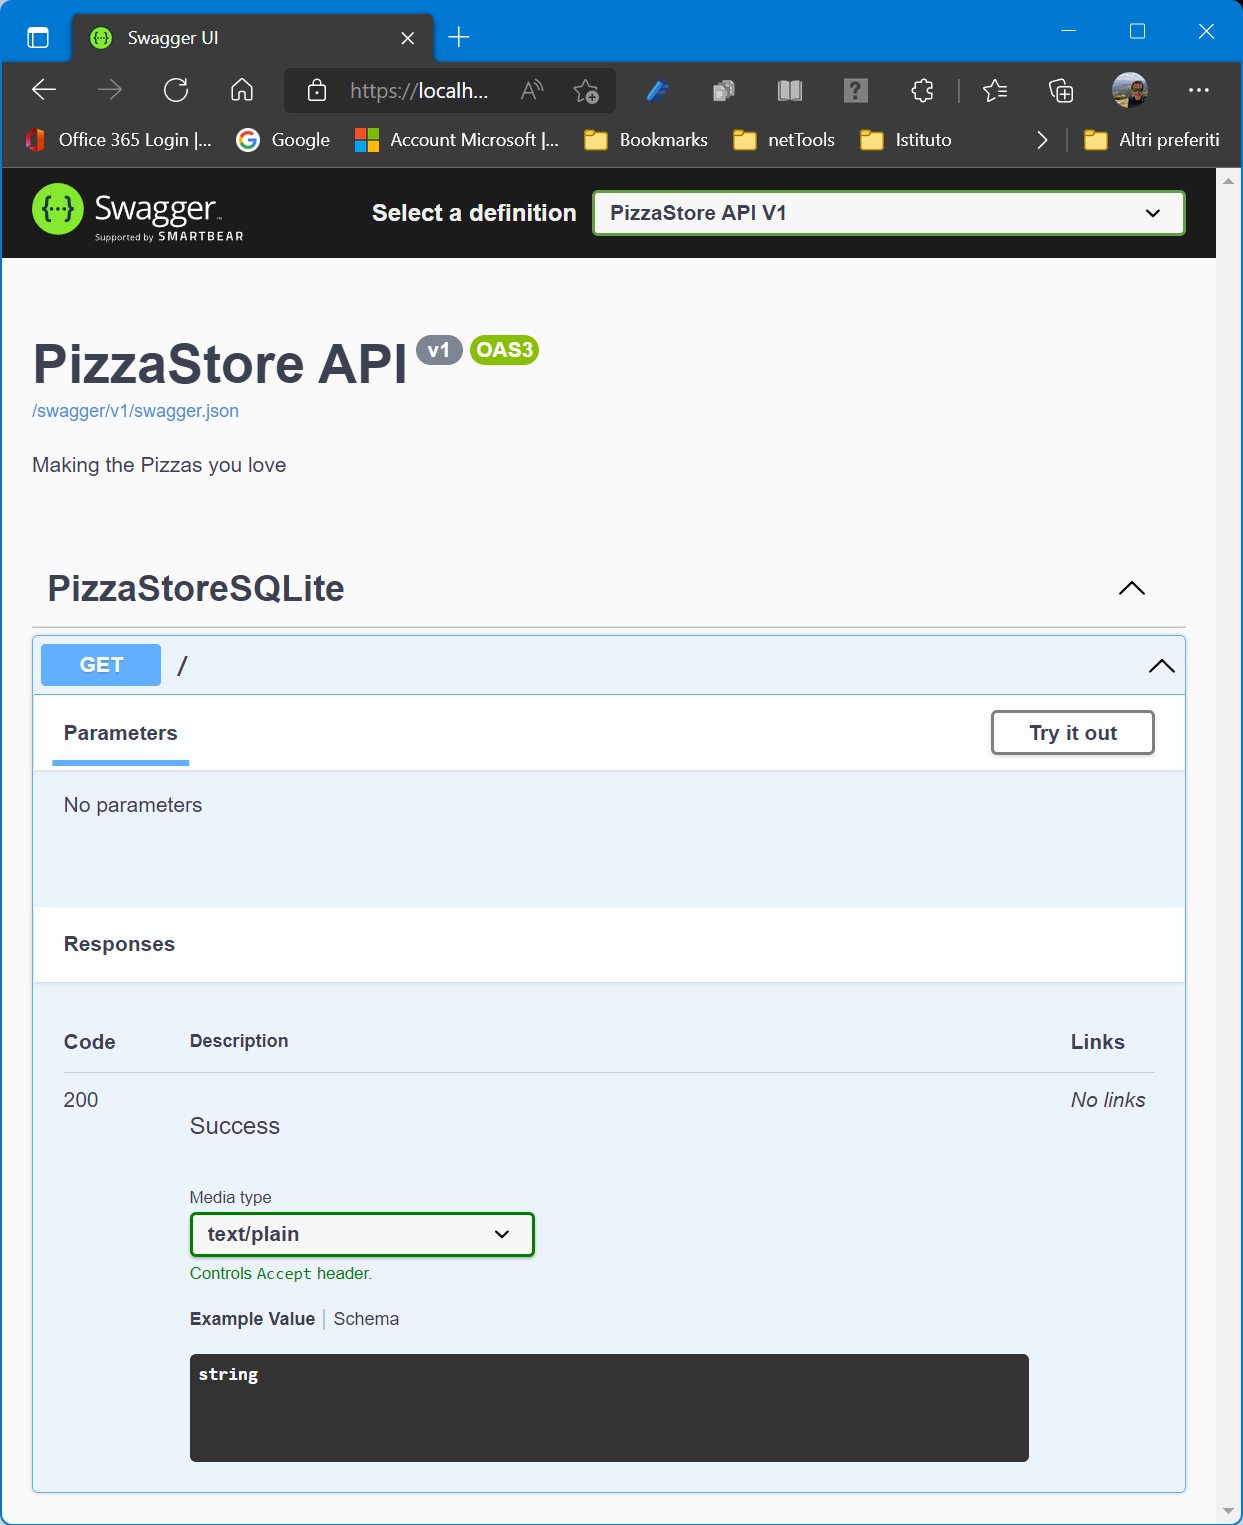 Swagger UI
https://localh...
Office 365 Login |...
Google
Account Microsoft |...
Bookmarks
netTools
Istituto
Altri preferiti
{···} Swagger™
Supported by SMARTBEAR
Select a definition
PizzaStore API V1
PizzaStore API v1 OAS3
/swagger/v1/swagger.json
Making the Pizzas you love
PizzaStoreSQLite
GET /
Parameters
Try it out
No parameters
Responses
Code Description Links
200 No links
Success
Media type
text/plain
Controls Accept header.
Example Value | Schema
string